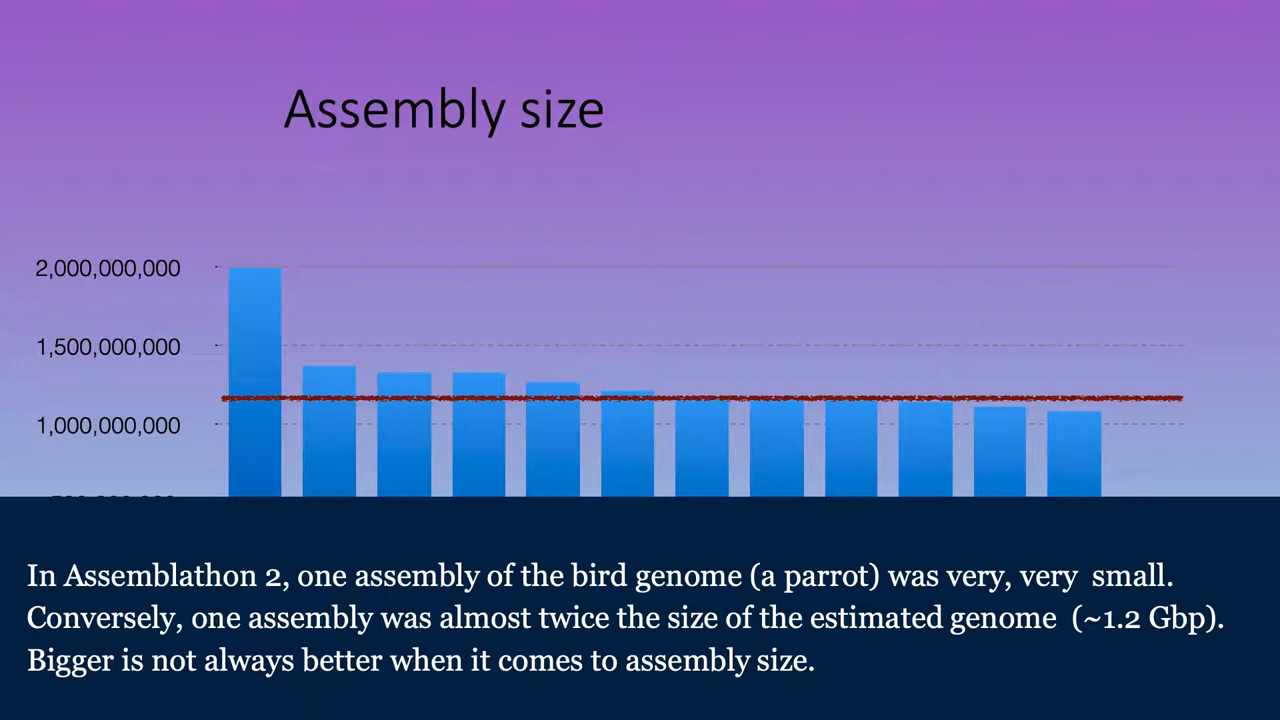 Assembly size
2,000,000,000
1,500,000,000
1,000,000,000
In Assemblathon 2, one assembly of the bird genome (a parrot) was very, very small.
Conversely, one assembly was almost twice the size of the estimated genome (~1.2 Gbp).
Bigger is not always better when it comes to assembly size.